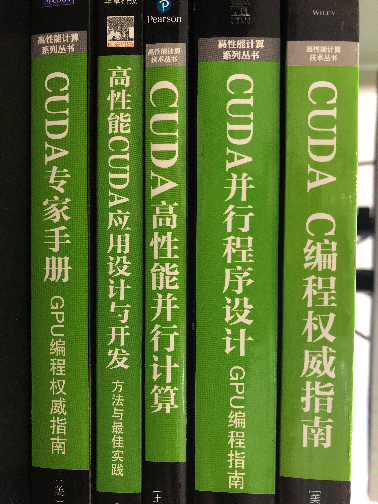 高性能计算
系列丛书
CUDA专家手册 GPU编程权威指南
[美]
高性能CUDA应用设计与开发 方法与最佳实践
Pearson
高性能计算
技术丛书
CUDA高性能并行计算
高性能计算
系列丛书
CUDA并行程序设计 GPU编程指南
WILEY
高性能计算
技术丛书
CUDA C编程权威指南
[美]